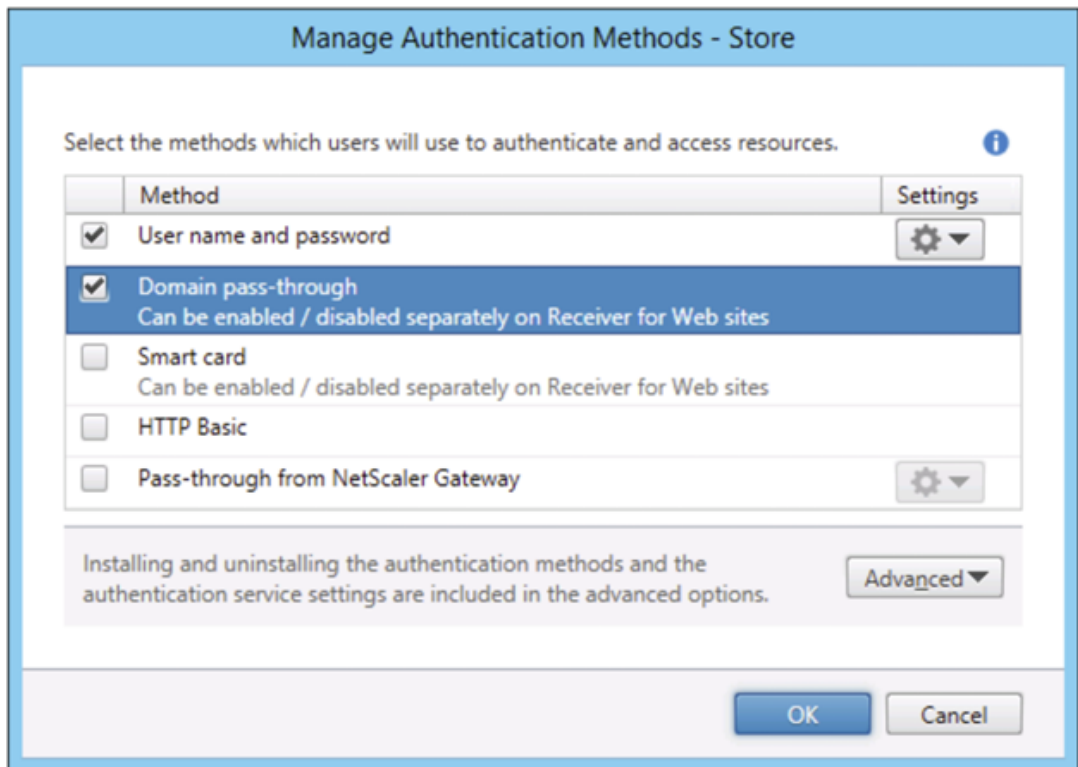 Manage Authentication Methods - Store
Select the methods which users will use to authenticate and access resources.
Method Settings
User name and password
Domain pass-through
Can be enabled / disabled separately on Receiver for Web sites
Smart card
Can be enabled / disabled separately on Receiver for Web sites
HTTP Basic
Pass-through from NetScaler Gateway
Installing and uninstalling the authentication methods and the
authentication service settings are included in the advanced options.
Advanced
OK Cancel